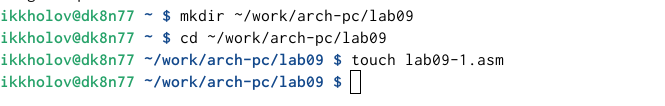 ikkholov@dk8n77 ~ $ mkdir ~/work/arch-pc/lab09
ikkholov@dk8n77 ~ $ cd ~/work/arch-pc/lab09
ikkholov@dk8n77 ~/work/arch-pc/lab09 $ touch lab09-1.asm
ikkholov@dk8n77 ~/work/arch-pc/lab09 $